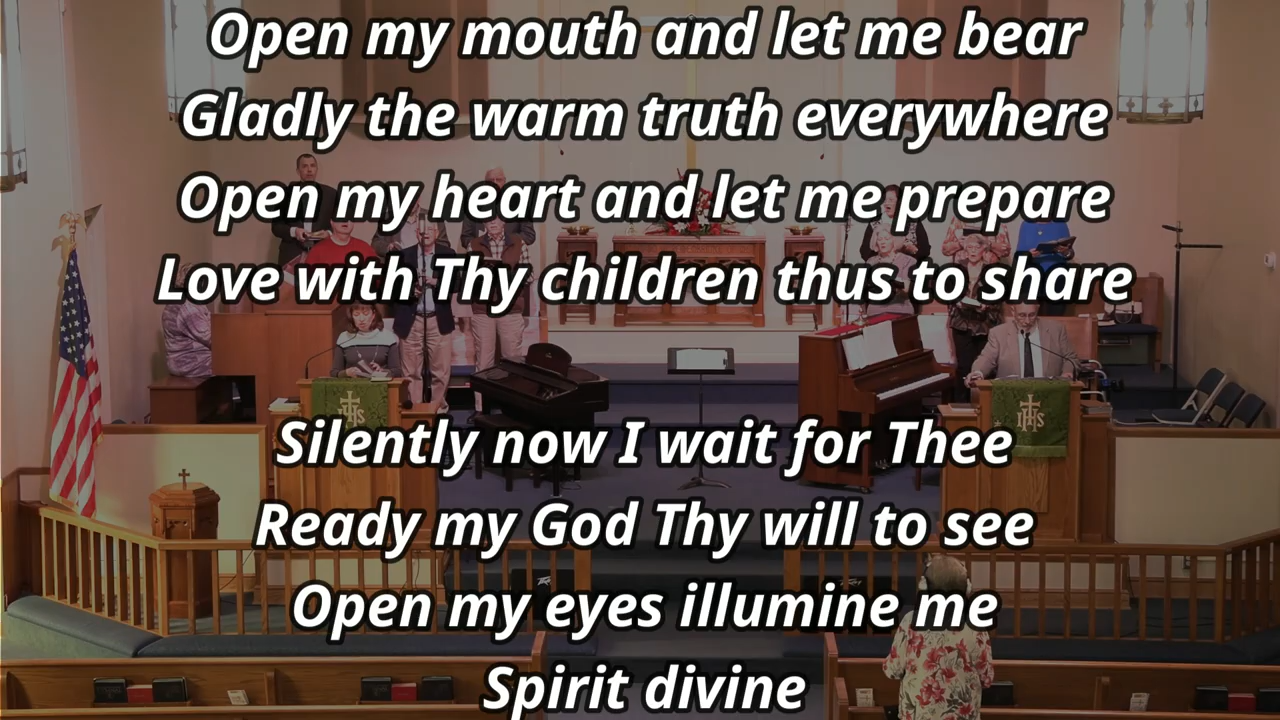 Open my mouth and let me bear
Gladly the warm truth everywhere
Open my heart and let me prepare
Love with Thy children thus to share
Silently now I wait for Thee
Ready my God Thy will to see
Open my eyes illumine me
Spirit divine
IHS
IHS